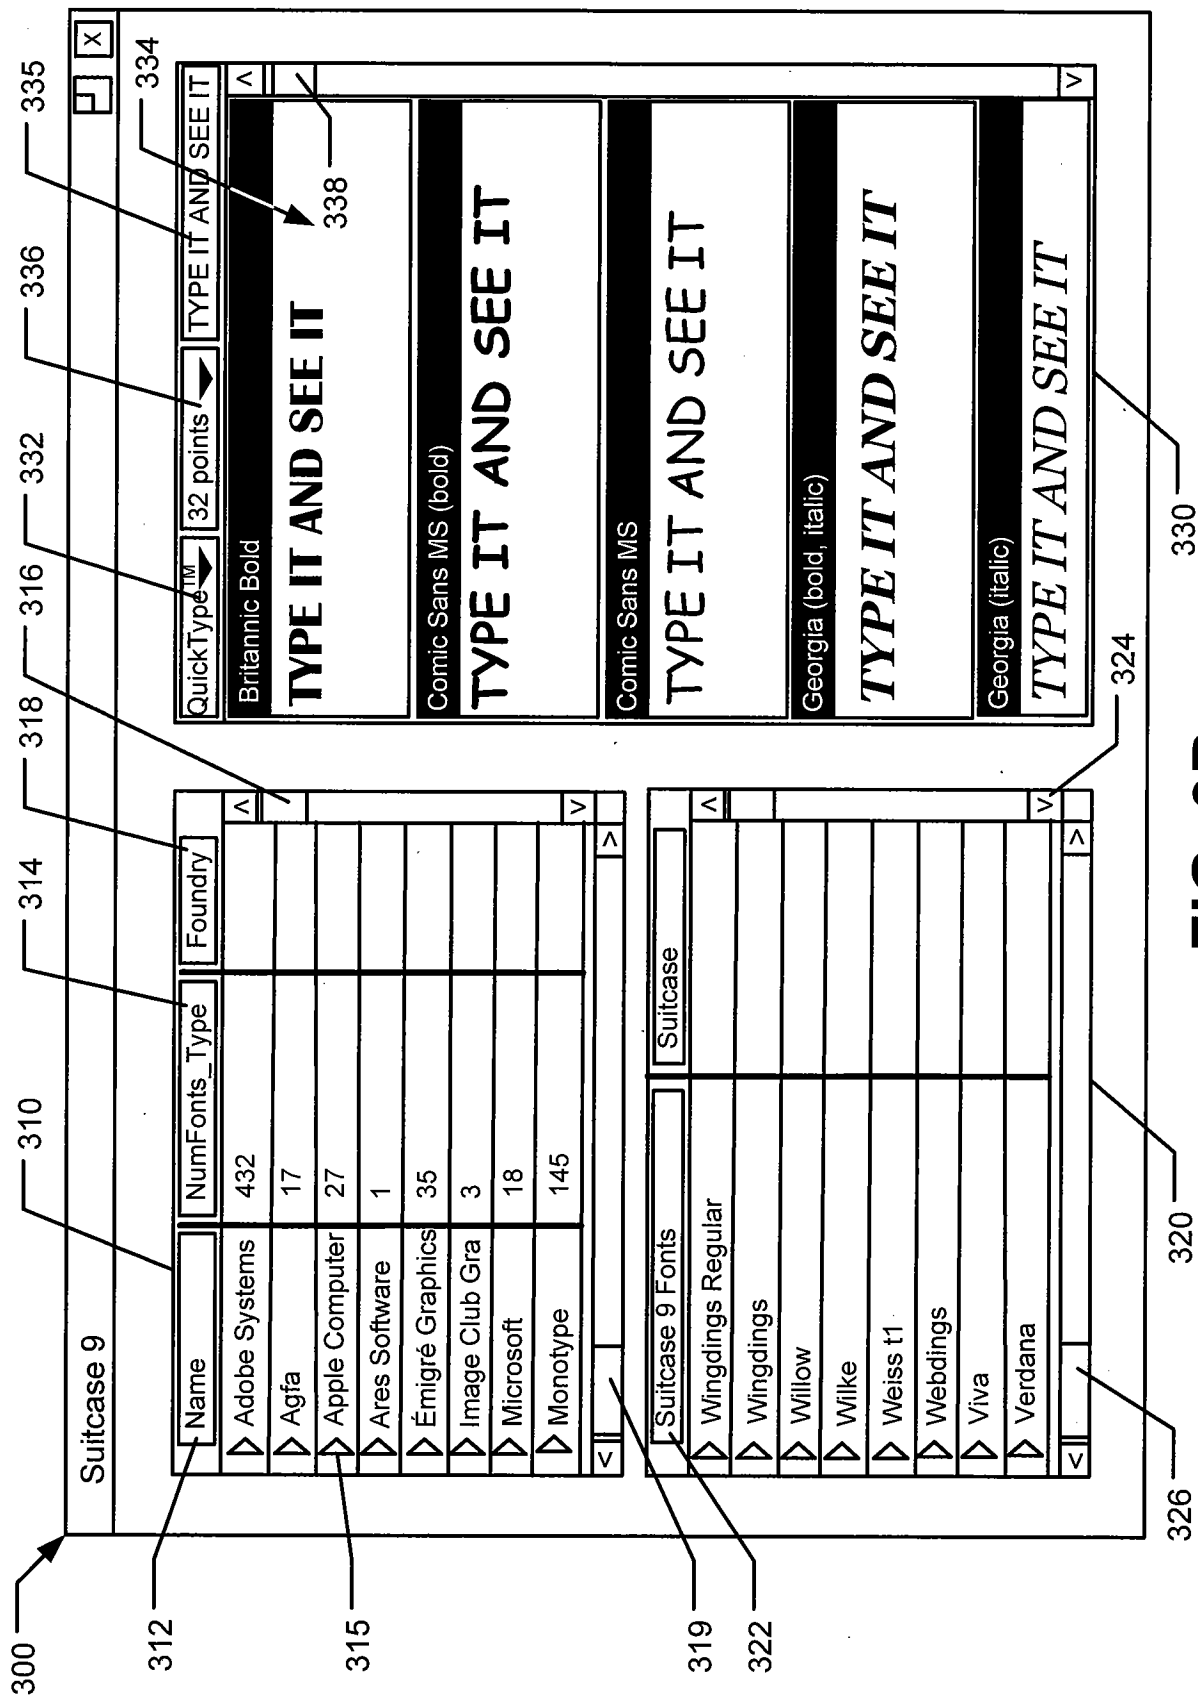 300
310
314
318
316
332
336
335
334
Suitcase 9
X
312
315
319
322
326
320
324
330
338
Name NumFonts_Type Foundry
Adobe Systems 432
Agfa 17
Apple Computer 27
Ares Software 1
Émigré Graphics 35
Image Club Gra 3
Microsoft 18
Monotype 145
Suitcase 9 Fonts Suitcase
Wingdings Regular
Wingdings
Willow
Wilke
Weiss t1
Webdings
Viva
Verdana
QuickType™ 32 points TYPE IT AND SEE IT
Britannic Bold
TYPE IT AND SEE IT
Comic Sans MS (bold)
TYPE IT AND SEE IT
Comic Sans MS
TYPE IT AND SEE IT
Georgia (bold, italic)
TYPE IT AND SEE IT
Georgia (italic)
TYPE IT AND SEE IT